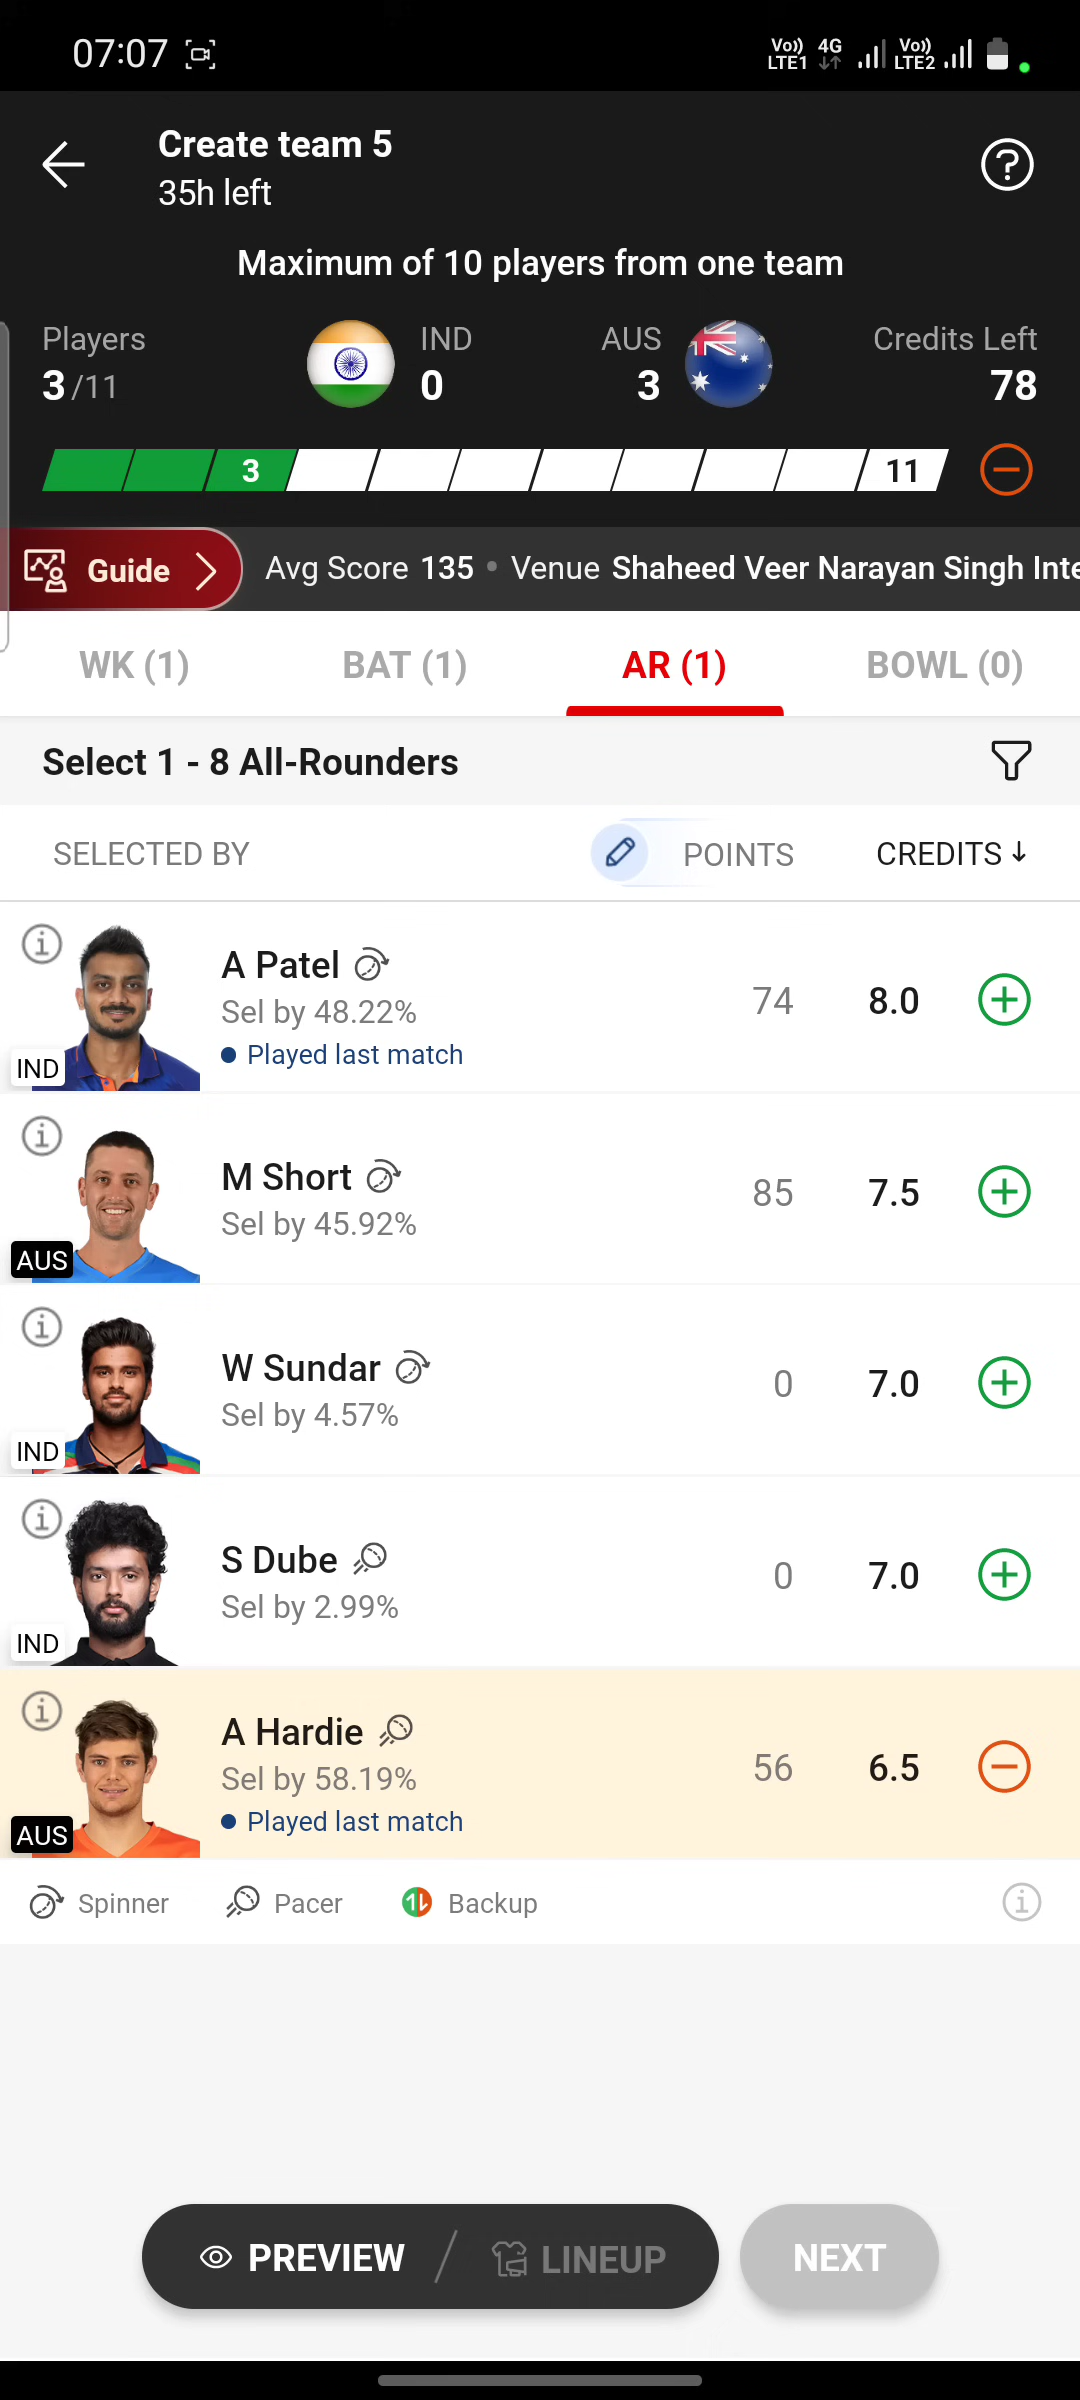 07:07
Vo)) LTE1 4G Vo)) LTE2
Create team 5
35h left
Maximum of 10 players from one team
Players
3/11
IND
0
AUS
3
Credits Left
78
3
11
Guide
Avg Score 135 • Venue Shaheed Veer Narayan Singh Inte
WK (1)
BAT (1)
AR (1)
BOWL (0)
Select 1 - 8 All-Rounders
SELECTED BY
POINTS
CREDITS ↓
A Patel
Sel by 48.22%
Played last match
IND
74
8.0
M Short
Sel by 45.92%
AUS
85
7.5
W Sundar
Sel by 4.57%
IND
0
7.0
S Dube
Sel by 2.99%
IND
0
7.0
A Hardie
Sel by 58.19%
Played last match
AUS
56
6.5
Spinner
Pacer
Backup
PREVIEW
LINEUP
NEXT